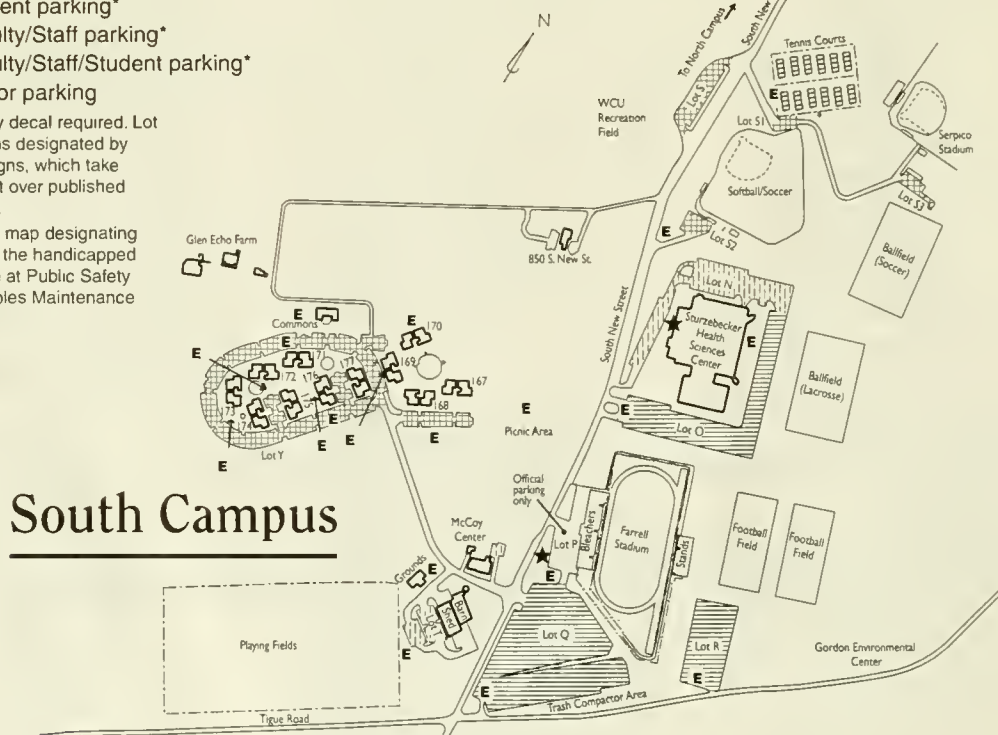 ent parking*
ulty/Staff parking*
ulty/Staff/Student parking*
or parking
y decal required. Lot
ns designated by
gns, which take
t over published
map designating
the handicapped
e at Public Safety
ples Maintenance
N
To North Campus
South New
Lot S
Tennis Courts
E
WCU
Recreation
Field
Lot S1
Serpico
Stadium
Softball/Soccer
Lot S3
Glen Echo Farm
850 S. New St.
E
Lot S2
Ballfield
(Soccer)
Lot N
South New Street
Sturzebecker
Health
Sciences
Center
E
Commons
E
E
E
E
170
169
171
172
176
177
167
168
173
174
E
E
E
E
E
Lot Y
E
Picnic Area
E
Lot O
Ballfield
(Lacrosse)
South Campus
Official
parking
only
McCoy
Center
Lot P
Bleachers
Farrell
Stadium
Stands
Football
Field
Football
Field
E
Grounds
E
Barn
Shed
Lot T
E
Playing Fields
Lot Q
Lot R
E
E
Gordon Environmental
Center
Trash Compactor Area
Tigue Road